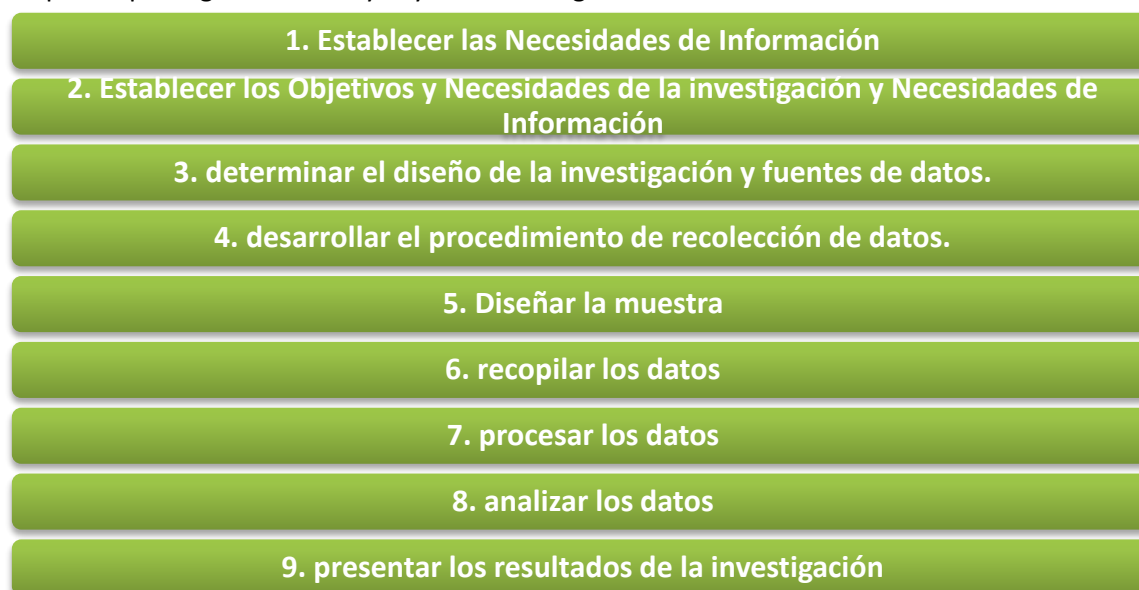 1. Establecer las Necesidades de Información
2. Establecer los Objetivos y Necesidades de la investigación y Necesidades de
Información
3. determinar el diseño de la investigación y fuentes de datos.
4. desarrollar el procedimiento de recolección de datos.
5. Diseñar la muestra
6. recopilar los datos
7. procesar los datos
8. analizar los datos
9. presentar los resultados de la investigación